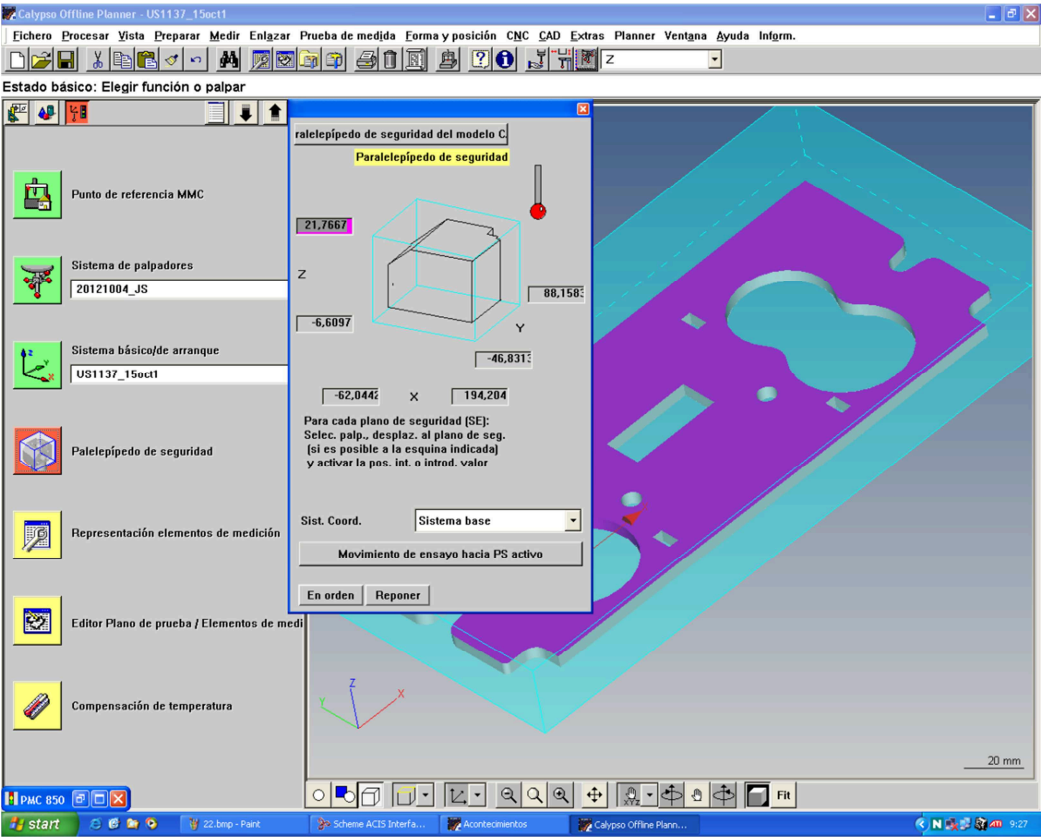 Calypso Offline Planner - US1137_15oct1
Fichero Procesar Vista Preparar Medir Enlazar Prueba de medida Forma y posición CNC CAD Extras Planner Ventana Ayuda Inform.
Z
Estado básico: Elegir función o palpar
ralelepípedo de seguridad del modelo C
Paralelepípedo de seguridad
Punto de referencia MMC
21,7667
Z
Sistema de palpadores
20121004_JS
88,158
-6,6097
Y
Sistema básico/de arranque
US1137_15oct1
-46,831
-62,044
X
194,204
Para cada plano de seguridad (SE):
Selec. palp., desplaz. al plano de seg.
(si es posible a la esquina indicada)
y activar la pos. int. o introd. valor
Palelepípedo de seguridad
Sist. Coord.
Sistema base
Representación elementos de medición
Movimiento de ensayo hacia PS activo
En orden Reponer
Editor Plano de prueba / Elementos de medi
Z
X
Y
Compensación de temperatura
20 mm
PMC 850
XYZ
Fit
start
22.bmp - Paint
Scheme ACIS Interfa...
Acontecimientos
Calypso Offline Plann...
9:27